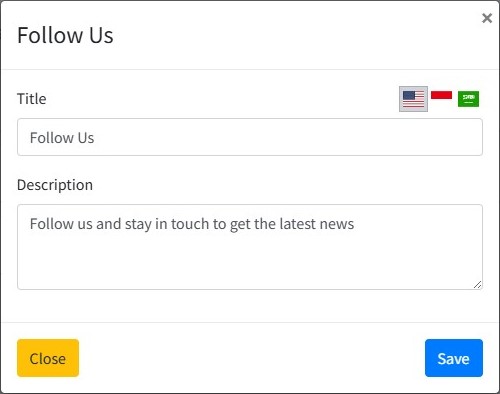 ×
Follow Us
Title
Follow Us
Description
Follow us and stay in touch to get the latest news
Close
Save